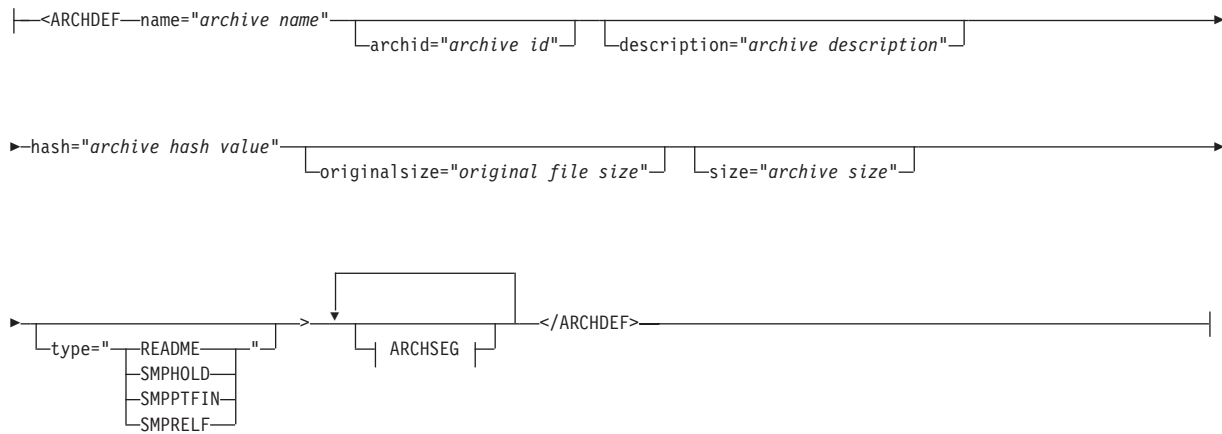 <ARCHDEF name="archive name"
archid="archive id" description="archive description"
hash="archive hash value"
originalsize="original file size" size="archive size"
> </ARCHDEF>
type=" README "
ARCHSEG
SMPHOLD
SMPPTFIN
SMPRELF